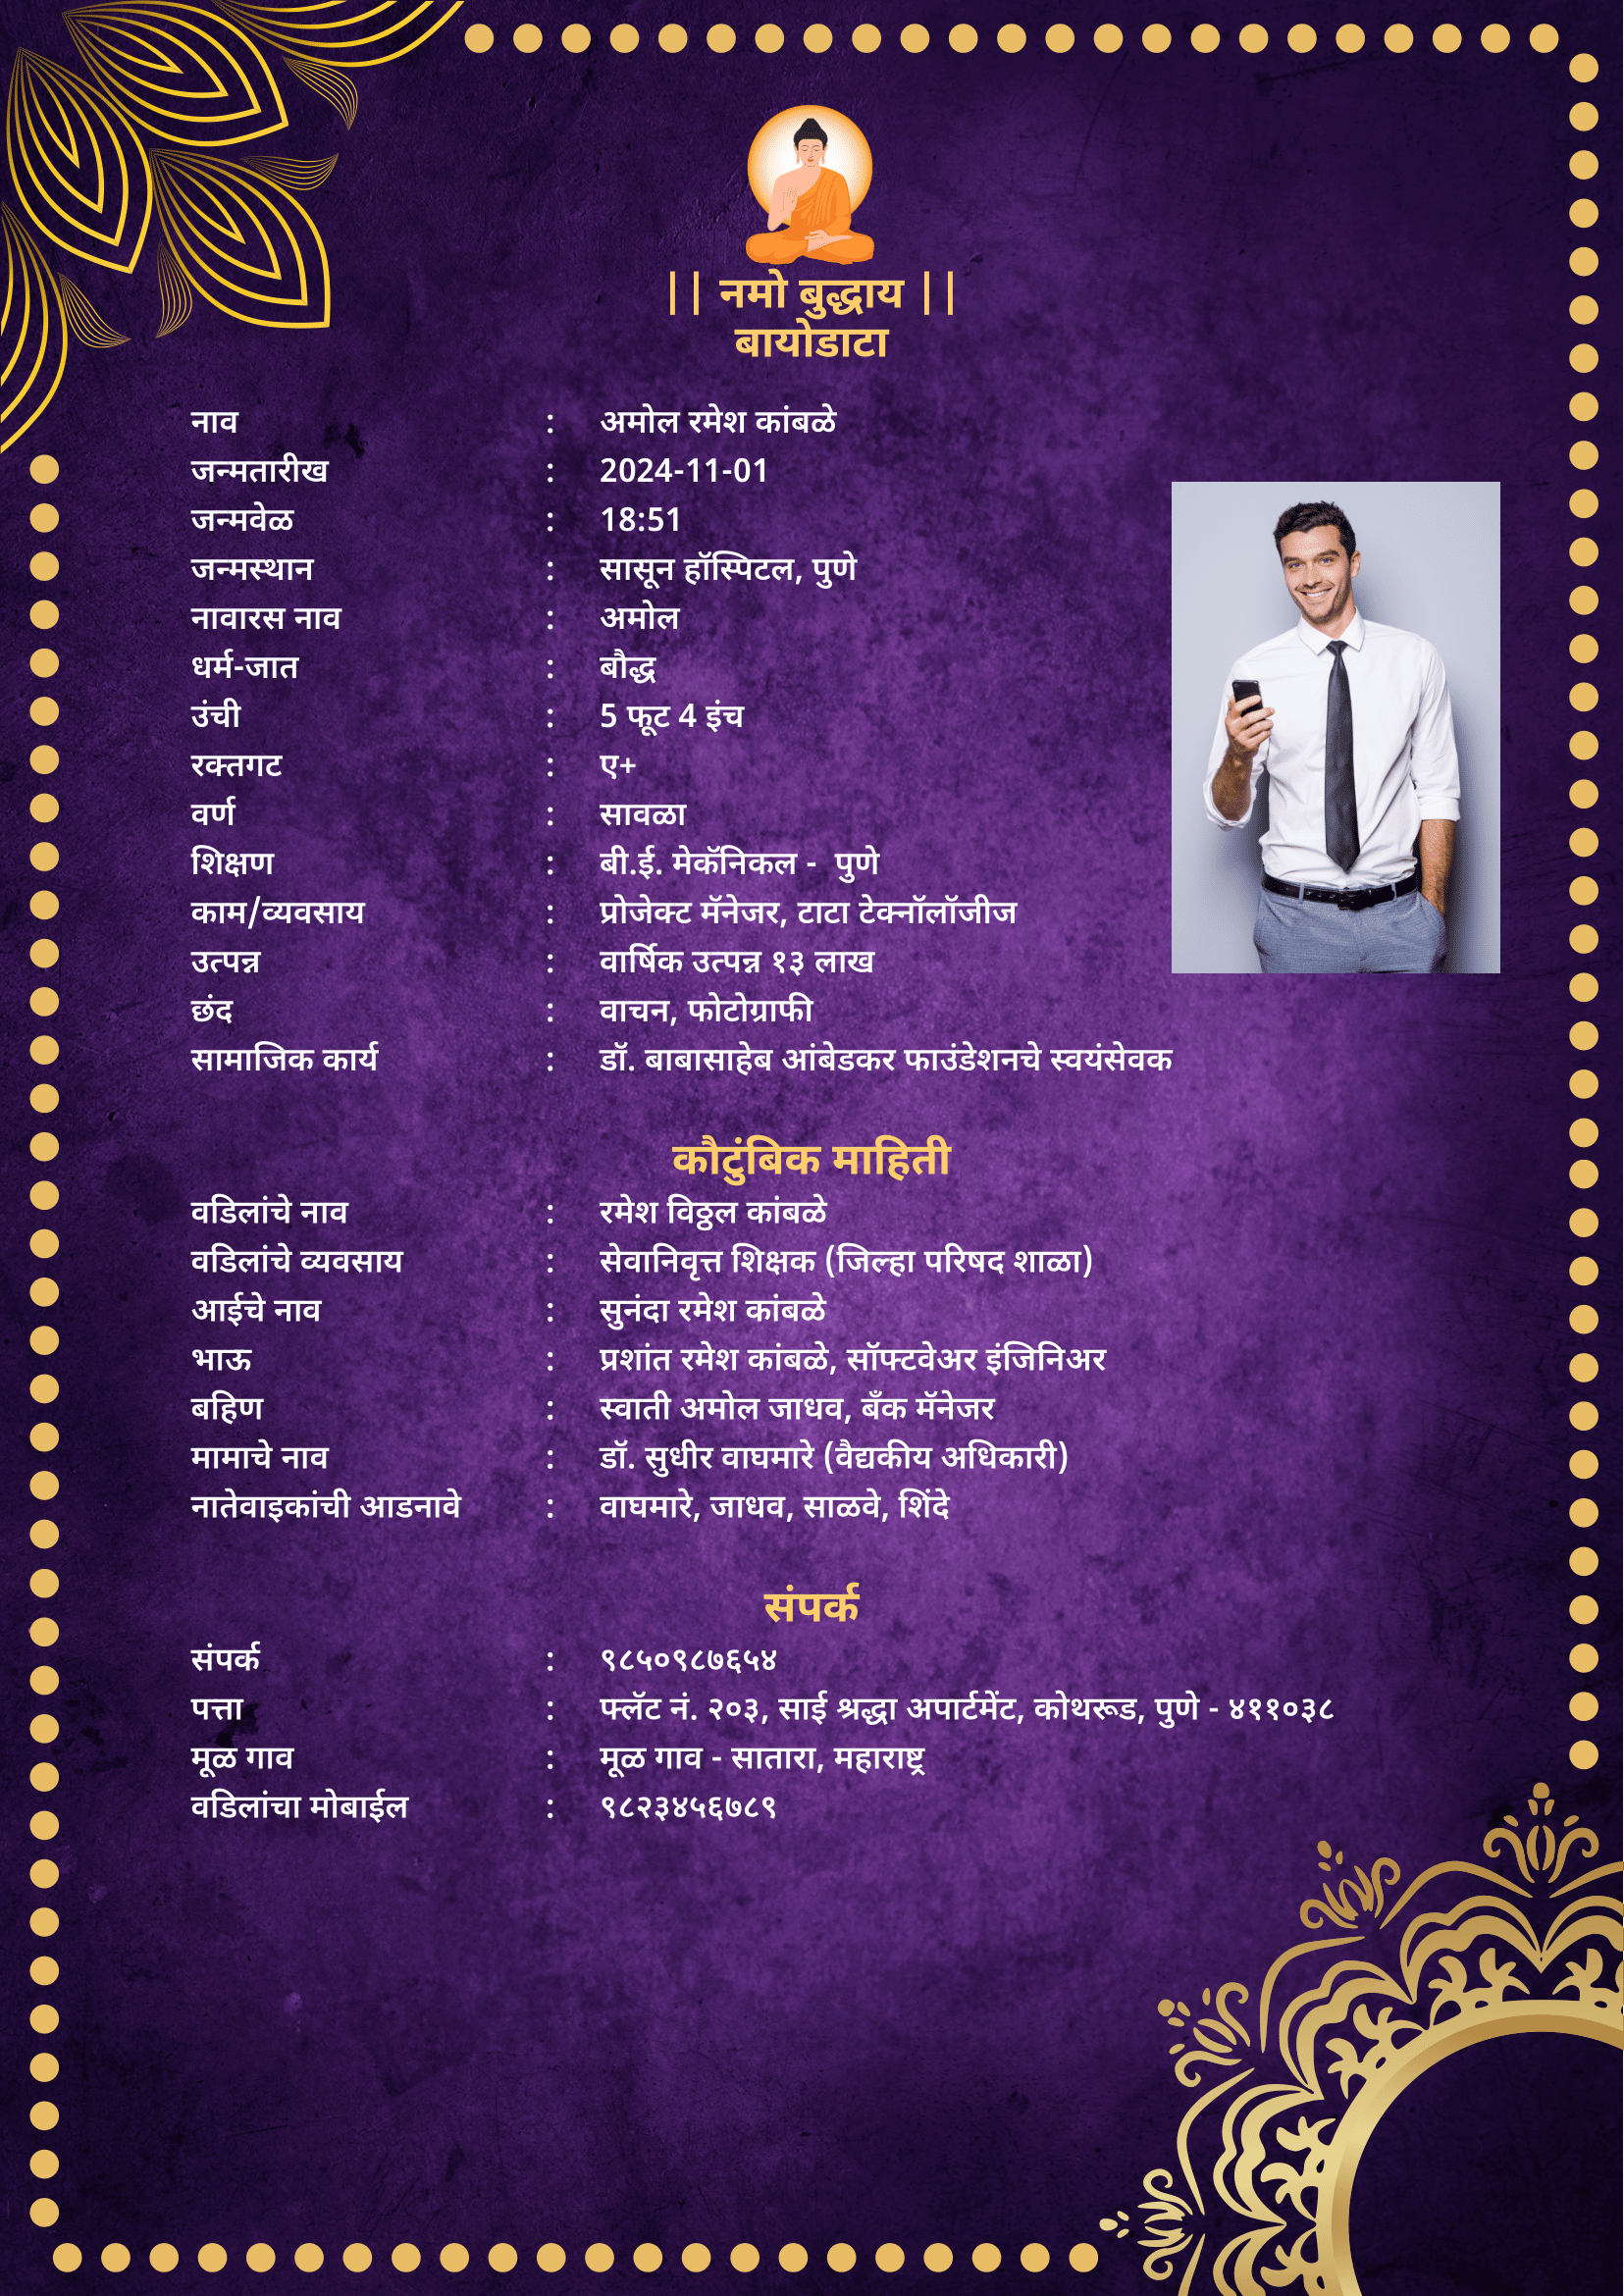 || नमो बुद्धाय ||
बायोडाटा
नाव : अमोल रमेश कांबळे
जन्मतारीख : 2024-11-01
जन्मवेळ : 18:51
जन्मस्थान : सासून हॉस्पिटल, पुणे
नावारस नाव : अमोल
धर्म-जात : बौद्ध
उंची : 5 फूट 4 इंच
रक्तगट : ए+
वर्ण : सावळा
शिक्षण : बी.ई. मेकॅनिकल - पुणे
काम/व्यवसाय : प्रोजेक्ट मॅनेजर, टाटा टेक्नॉलॉजीज
उत्पन्न : वार्षिक उत्पन्न १३ लाख
छंद : वाचन, फोटोग्राफी
सामाजिक कार्य : डॉ. बाबासाहेब आंबेडकर फाउंडेशनचे स्वयंसेवक
कौटुंबिक माहिती
वडिलांचे नाव : रमेश विठ्ठल कांबळे
वडिलांचे व्यवसाय : सेवानिवृत्त शिक्षक (जिल्हा परिषद शाळा)
आईचे नाव : सुनंदा रमेश कांबळे
भाऊ : प्रशांत रमेश कांबळे, सॉफ्टवेअर इंजिनिअर
बहिण : स्वाती अमोल जाधव, बँक मॅनेजर
मामाचे नाव : डॉ. सुधीर वाघमारे (वैद्यकीय अधिकारी)
नातेवाइकांची आडनावे : वाघमारे, जाधव, साळवे, शिंदे
संपर्क
संपर्क : ९८५०९८७६५४
पत्ता : फ्लॅट नं. २०३, साई श्रद्धा अपार्टमेंट, कोथरूड, पुणे - ४११०३८
मूळ गाव : मूळ गाव - सातारा, महाराष्ट्र
वडिलांचा मोबाईल : ९८२३४५६७८९